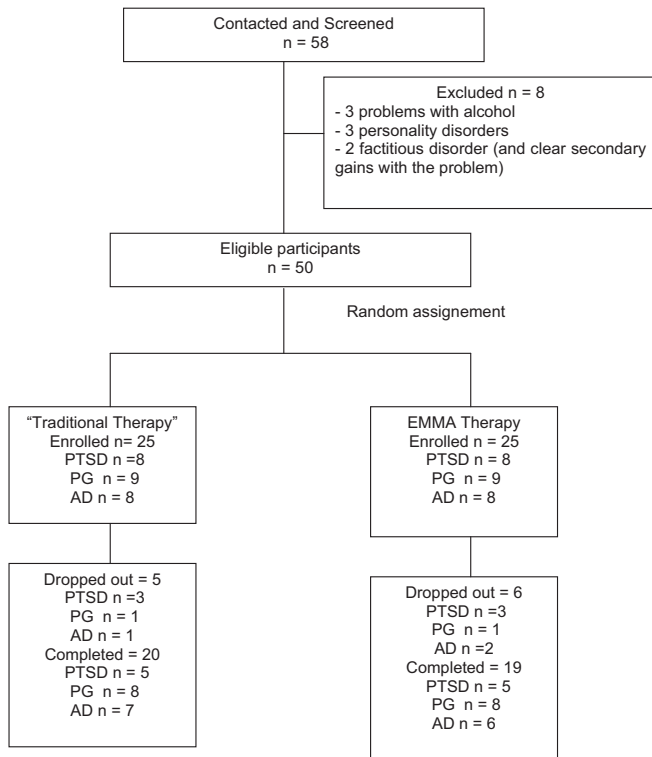 Contacted and Screened
n = 58
Excluded n = 8
- 3 problems with alcohol
- 3 personality disorders
- 2 factitious disorder (and clear secondary
gains with the problem)
Eligible participants
n = 50
Random assignement
“Traditional Therapy”
Enrolled n= 25
PTSD n =8
PG n = 9
AD n = 8
EMMA Therapy
Enrolled n = 25
PTSD n = 8
PG n = 9
AD n = 8
Dropped out = 5
PTSD n =3
PG n = 1
AD n = 1
Completed = 20
PTSD n = 5
PG n = 8
AD n = 7
Dropped out = 6
PTSD n =3
PG n = 1
AD n =2
Completed = 19
PTSD n = 5
PG n = 8
AD n = 6